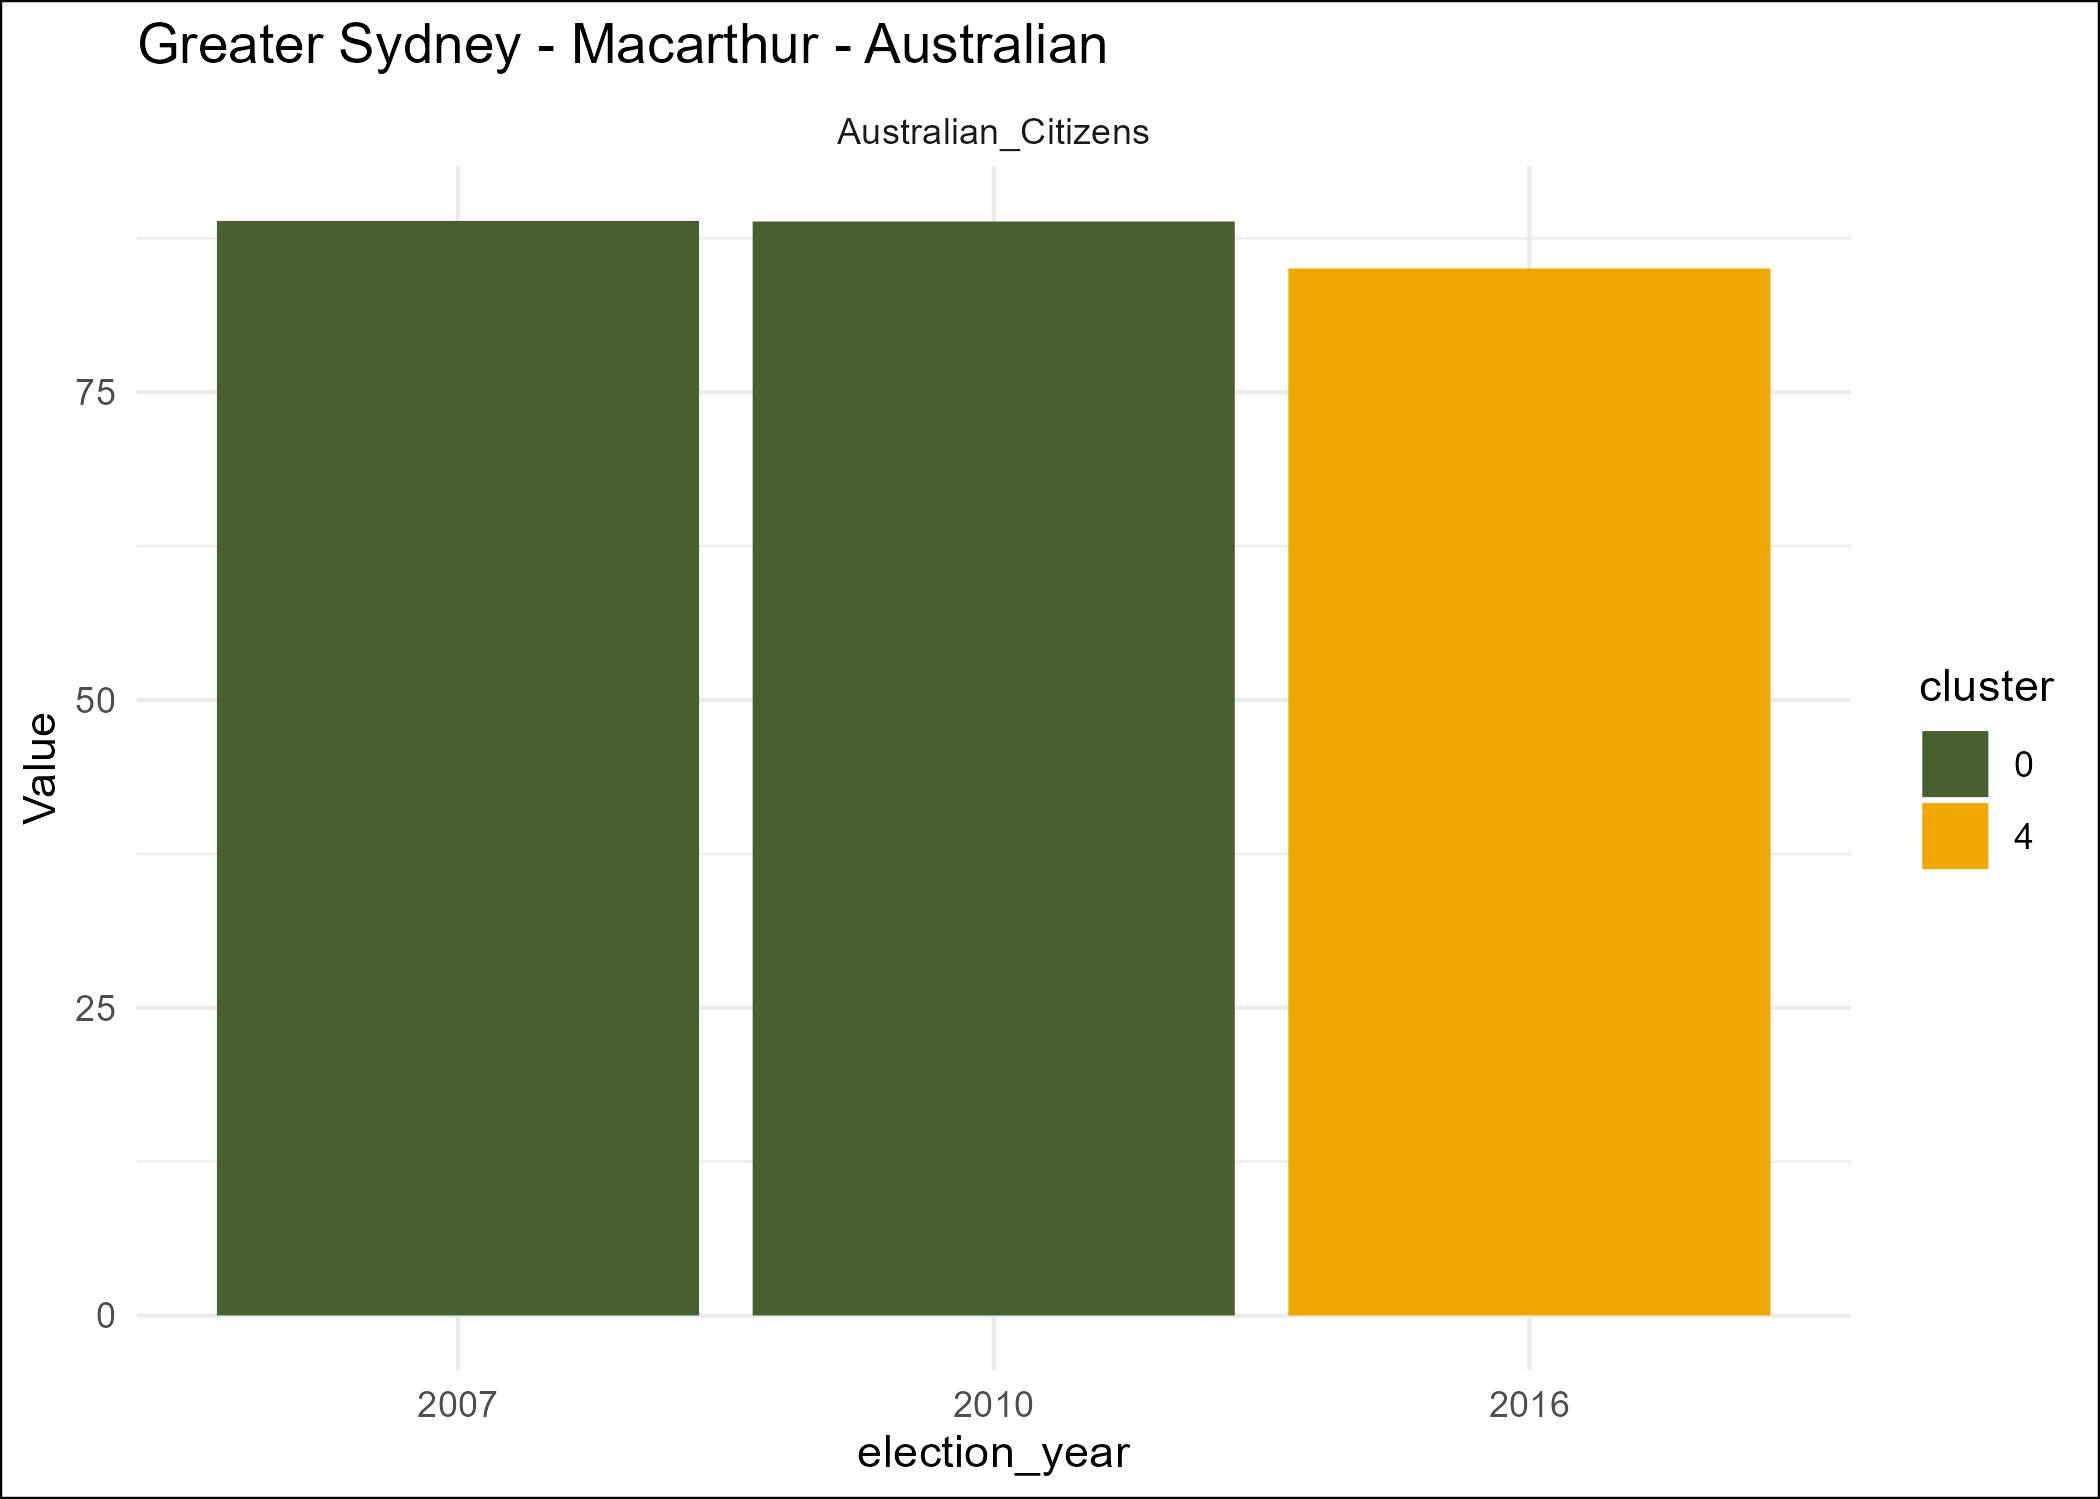 Greater Sydney - Macarthur - Australian
Australian_Citizens
75
50
25
0
Value
2007
2010
2016
election_year
cluster
0
4